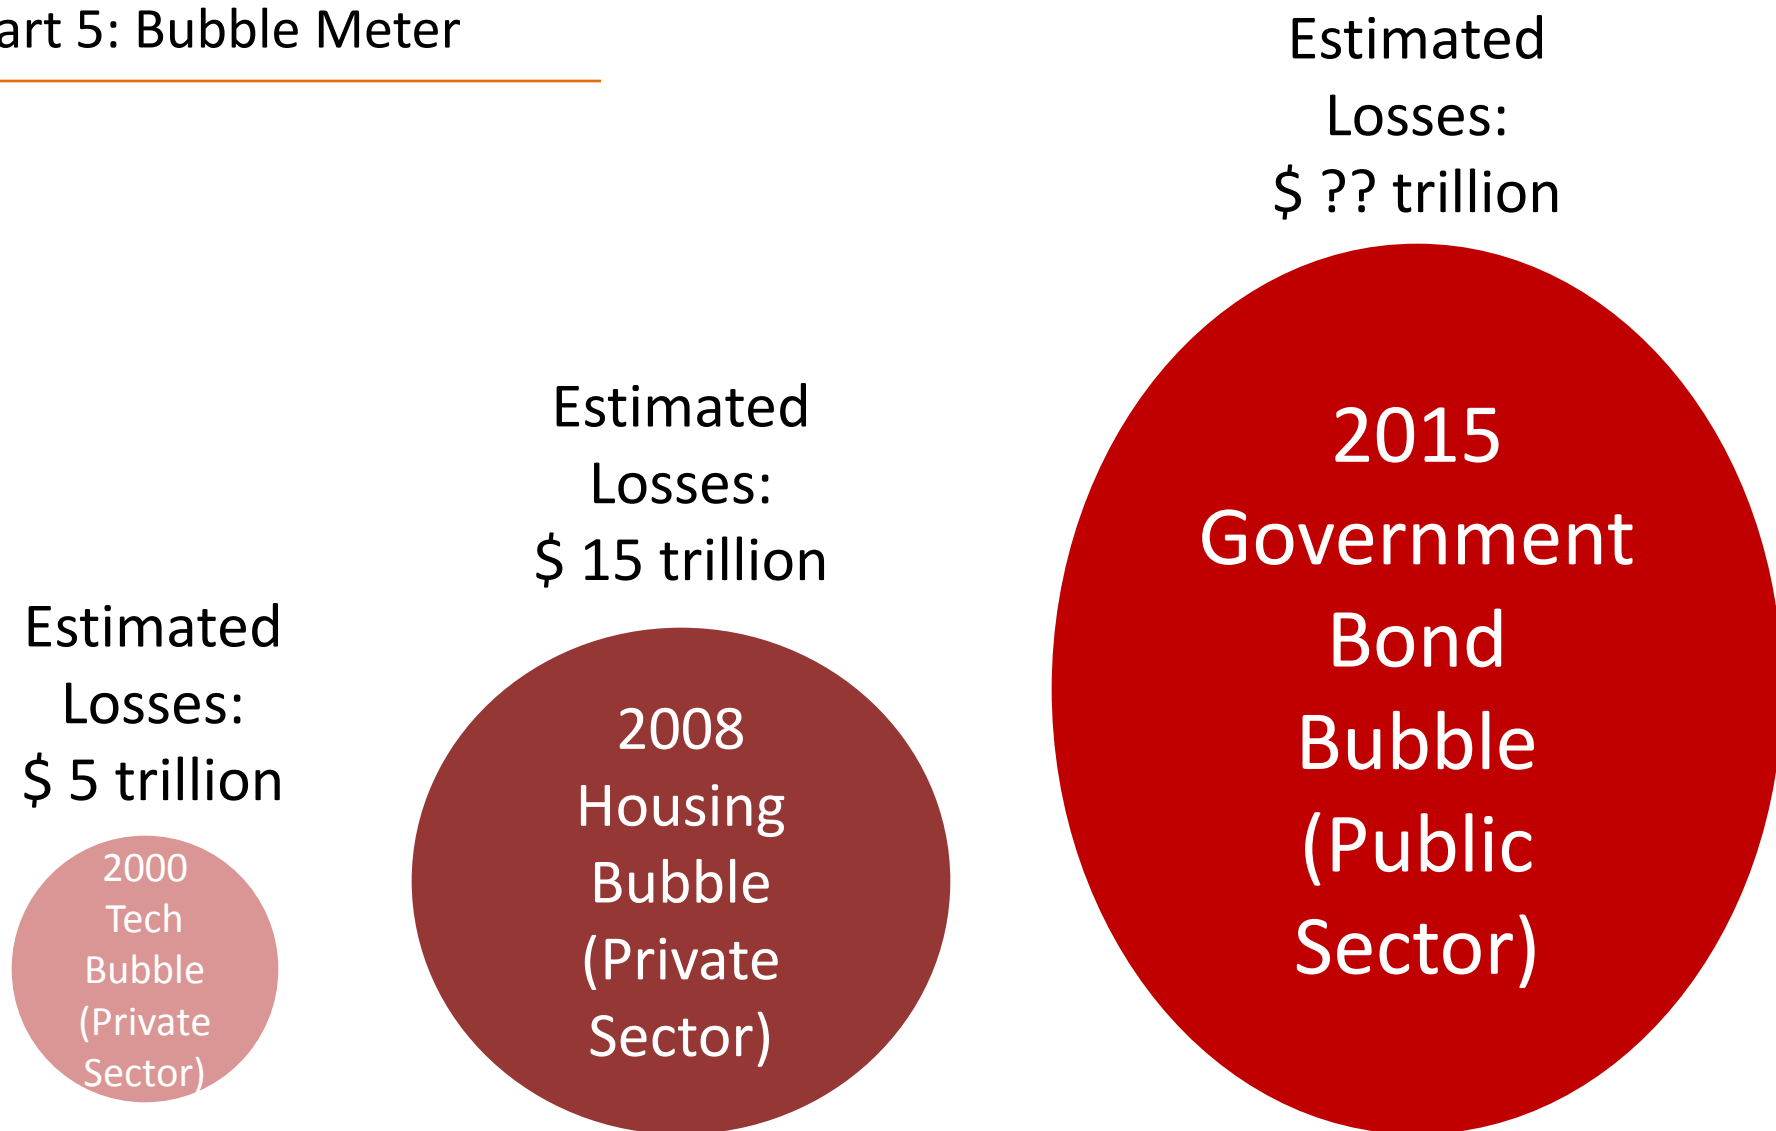 art 5: Bubble Meter
Estimated
Losses:
$ 5 trillion
2000
Tech
Bubble
(Private
Sector)
Estimated
Losses:
$ 15 trillion
2008
Housing
Bubble
(Private
Sector)
Estimated
Losses:
$ ?? trillion
2015
Government
Bond
Bubble
(Public
Sector)